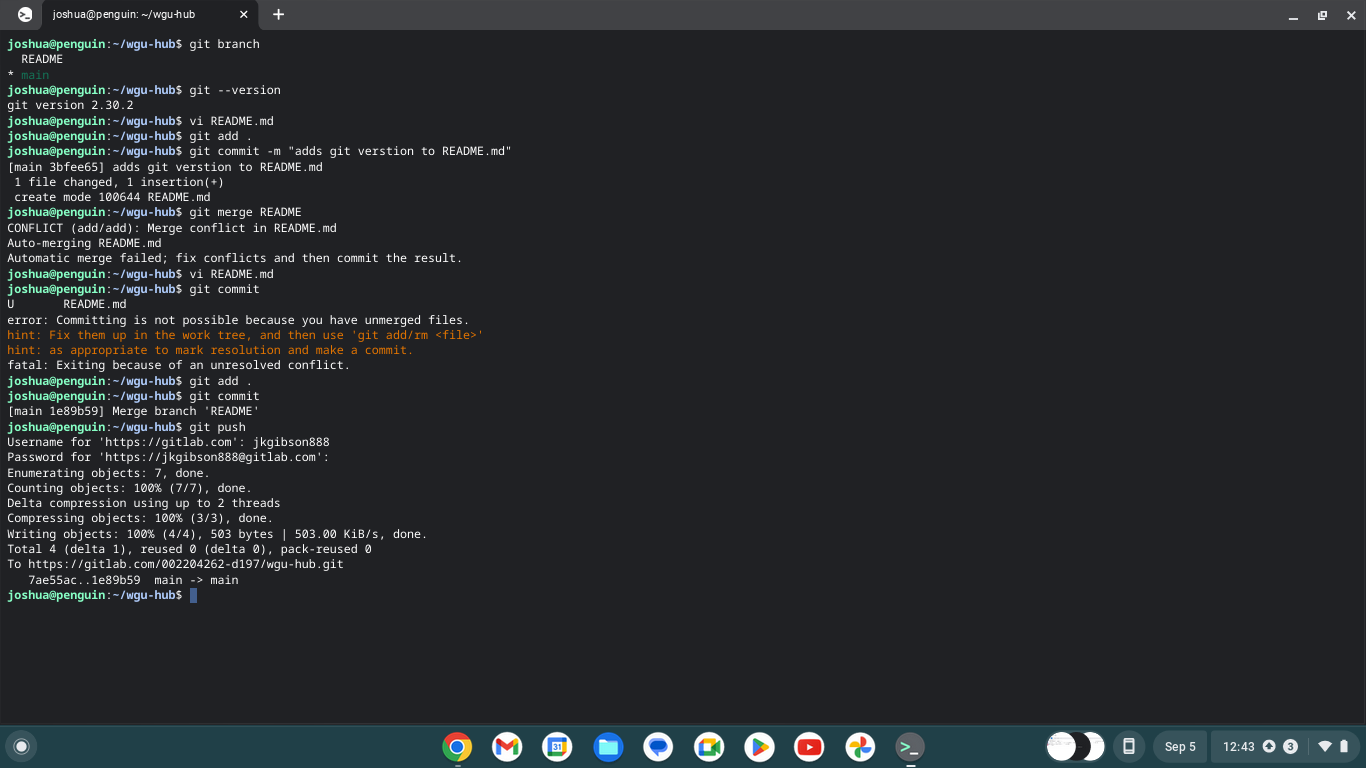 joshua@penguin: ~/wgu-hub
joshua@penguin:~/wgu-hub$ git branch
  README
* main
joshua@penguin:~/wgu-hub$ git --version
git version 2.30.2
joshua@penguin:~/wgu-hub$ vi README.md
joshua@penguin:~/wgu-hub$ git add .
joshua@penguin:~/wgu-hub$ git commit -m "adds git verstion to README.md"
[main 3bfee65] adds git verstion to README.md
 1 file changed, 1 insertion(+)
 create mode 100644 README.md
joshua@penguin:~/wgu-hub$ git merge README
CONFLICT (add/add): Merge conflict in README.md
Auto-merging README.md
Automatic merge failed; fix conflicts and then commit the result.
joshua@penguin:~/wgu-hub$ vi README.md
joshua@penguin:~/wgu-hub$ git commit
U       README.md
error: Committing is not possible because you have unmerged files.
hint: Fix them up in the work tree, and then use 'git add/rm <file>'
hint: as appropriate to mark resolution and make a commit.
fatal: Exiting because of an unresolved conflict.
joshua@penguin:~/wgu-hub$ git add .
joshua@penguin:~/wgu-hub$ git commit
[main 1e89b59] Merge branch 'README'
joshua@penguin:~/wgu-hub$ git push
Username for 'https://gitlab.com': jkgibson888
Password for 'https://jkgibson888@gitlab.com':
Enumerating objects: 7, done.
Counting objects: 100% (7/7), done.
Delta compression using up to 2 threads
Compressing objects: 100% (3/3), done.
Writing objects: 100% (4/4), 503 bytes | 503.00 KiB/s, done.
Total 4 (delta 1), reused 0 (delta 0), pack-reused 0
To https://gitlab.com/002204262-d197/wgu-hub.git
   7ae55ac..1e89b59  main -> main
joshua@penguin:~/wgu-hub$
31
>_
Sep 5
12:43
3